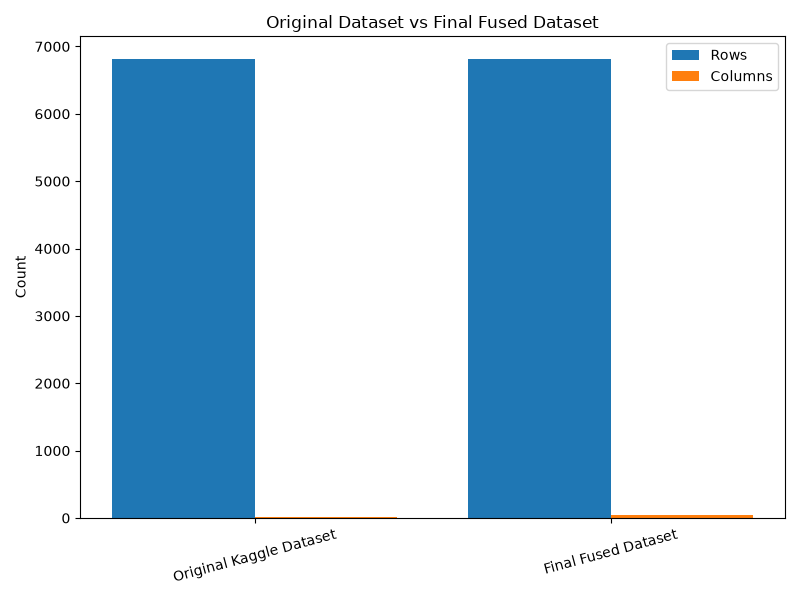 Original Dataset vs Final Fused Dataset
Rows
Columns
Count
7000
6000
5000
4000
3000
2000
1000
0
Original Kaggle Dataset
Final Fused Dataset